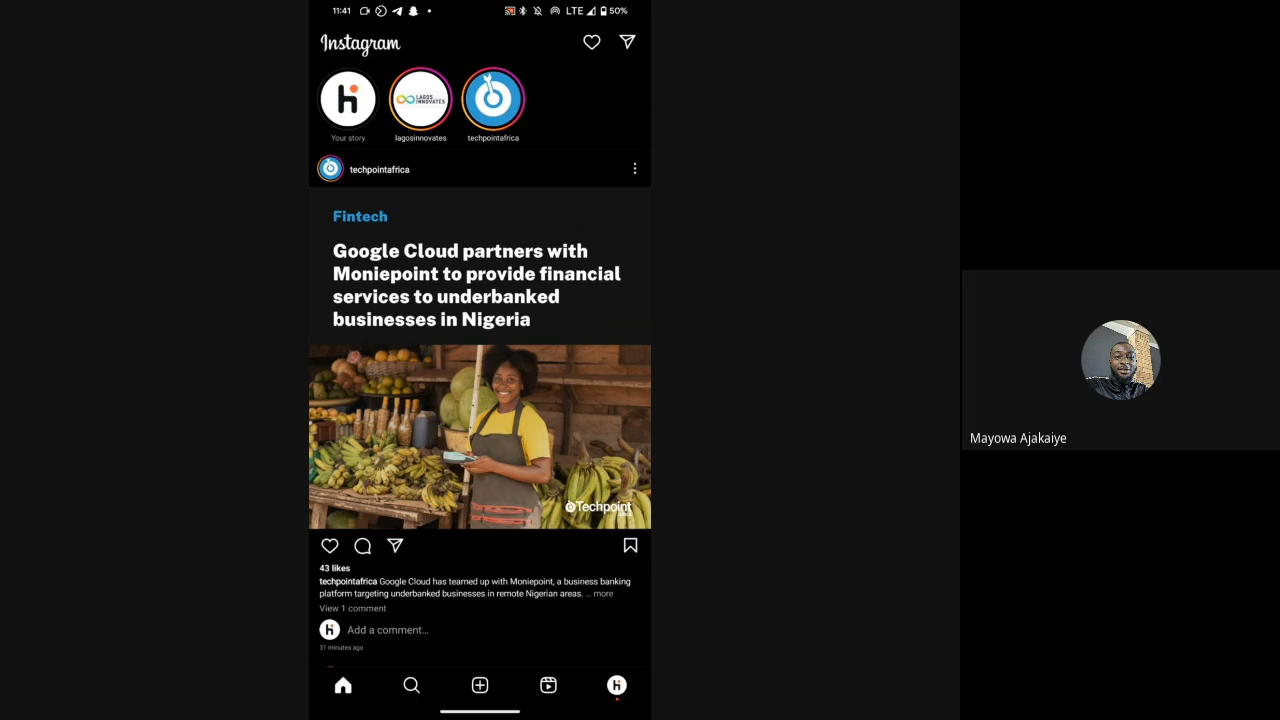 11:41
LTE
50%
Instagram
LAGOS
INNOVATES
Your story
lagosinnovates
techpointafrica
techpointafrica
Fintech
Google Cloud partners with
Moniepoint to provide financial
services to underbanked
businesses in Nigeria
Techpoint
43 likes
techpointafrica Google Cloud has teamed up with Moniepoint, a business banking
platform targeting underbanked businesses in remote Nigerian areas. ... more
View 1 comment
Add a comment...
31 minutes ago
Mayowa Ajakaiye